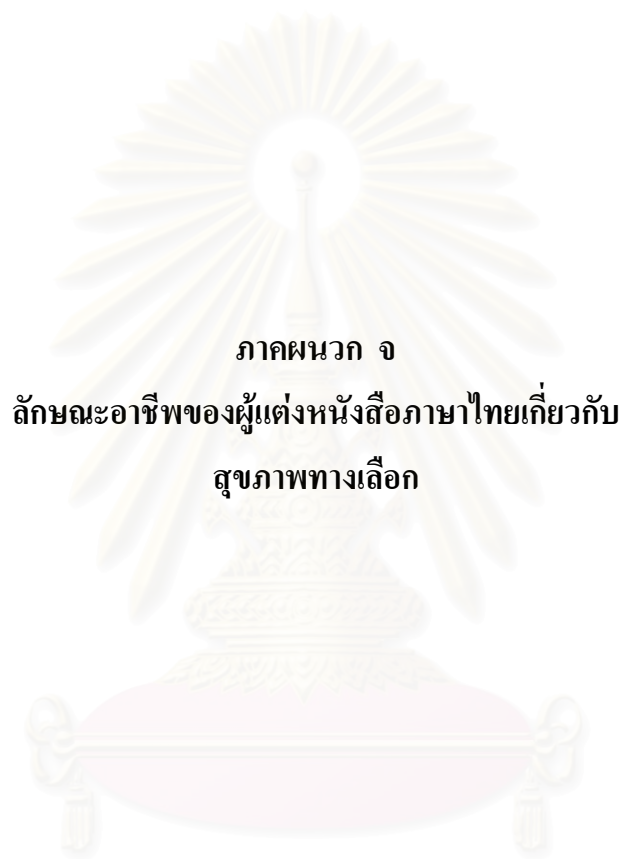 ภาคผนวก จ
ลักษณะอาชีพของผู้แต่งหนังสือภาษาไทยเกี่ยวกับ
สุขภาพทางเลือก